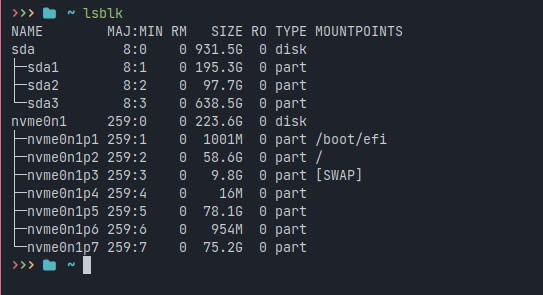 >>> ~ lsblk
NAME        MAJ:MIN RM   SIZE RO TYPE MOUNTPOINTS
sda           8:0    0 931.5G  0 disk
├─sda1        8:1    0 195.3G  0 part
├─sda2        8:2    0  97.7G  0 part
└─sda3        8:3    0 638.5G  0 part
nvme0n1     259:0    0 223.6G  0 disk
├─nvme0n1p1 259:1    0  1001M  0 part /boot/efi
├─nvme0n1p2 259:2    0  58.6G  0 part /
├─nvme0n1p3 259:3    0   9.8G  0 part [SWAP]
├─nvme0n1p4 259:4    0    16M  0 part
├─nvme0n1p5 259:5    0  78.1G  0 part
├─nvme0n1p6 259:6    0   954M  0 part
└─nvme0n1p7 259:7    0  75.2G  0 part
>>> ~